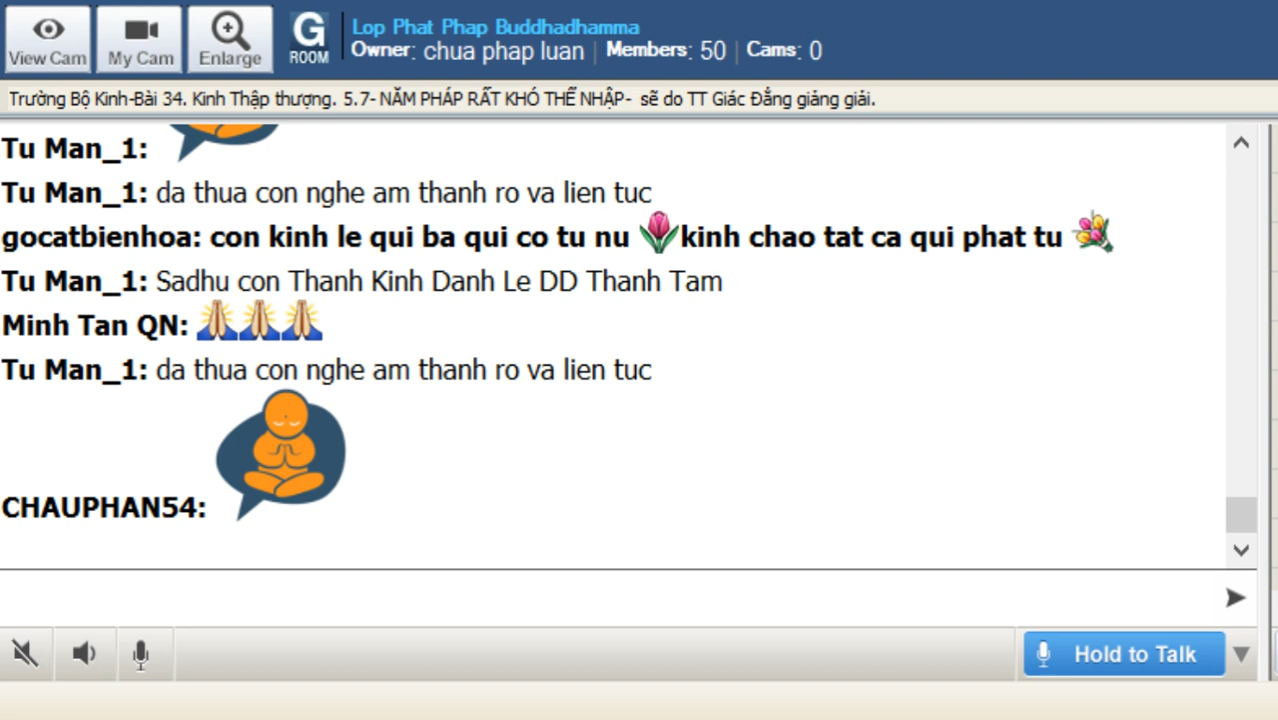 Lop Phat Phap Buddhadhamma
View Cam My Cam Enlarge G ROOM Owner: chua phap luan | Members: 50 | Cams: 0
Trường Bộ Kinh-Bài 34. Kinh Thập thượng. 5.7- NĂM PHÁP RẤT KHÓ THỂ NHẬP- sẽ do TT Giác Đẳng giảng giải.
Tu Man_1:
Tu Man_1: da thua con nghe am thanh ro va lien tuc
gocatbienhoa: con kinh le qui ba qui co tu nu kinh chao tat ca qui phat tu
Tu Man_1: Sadhu con Thanh Kinh Danh Le DD Thanh Tam
Minh Tan QN:
Tu Man_1: da thua con nghe am thanh ro va lien tuc
CHAUPHAN54:
Hold to Talk